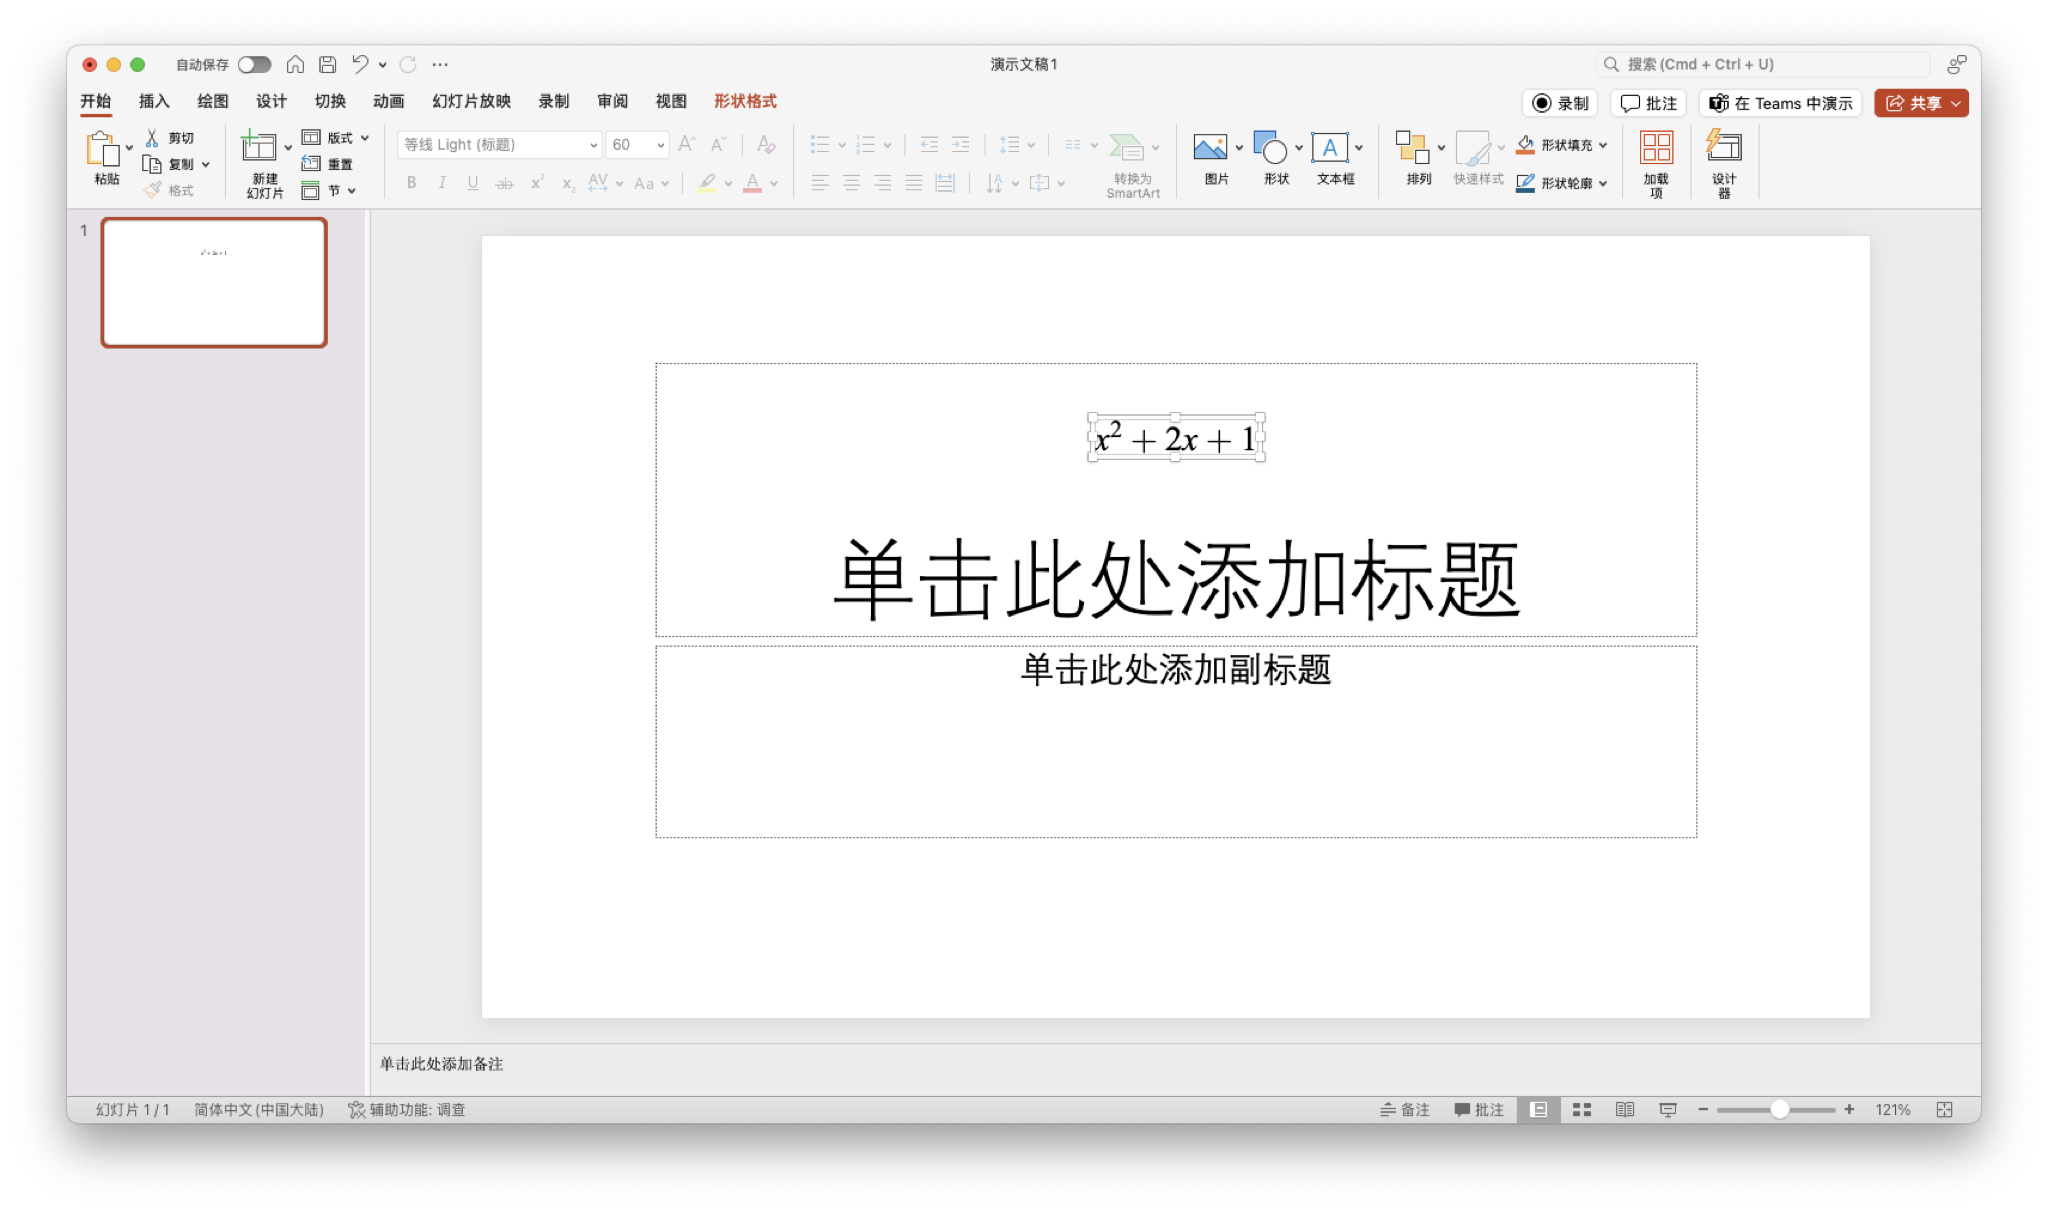 自动保存
演示文稿1
搜索 (Cmd + Ctrl + U)
开始 插入 绘图 设计 切换 动画 幻灯片放映 录制 审阅 视图 形状格式
录制 批注 在 Teams 中演示 共享
粘贴
剪切
复制
格式
新建
幻灯片
版式
重置
节
等线 Light (标题) 60
B I U ab x² x₂ AV Aa A
转换为
SmartArt
图片
形状
文本框
排列
快速样式
形状填充
形状轮廓
加载
项
设计
器
1
x² + 2x + 1
单击此处添加标题
单击此处添加副标题
单击此处添加备注
幻灯片 1 / 1 简体中文 (中国大陆) 辅助功能: 调查
备注 批注 121%